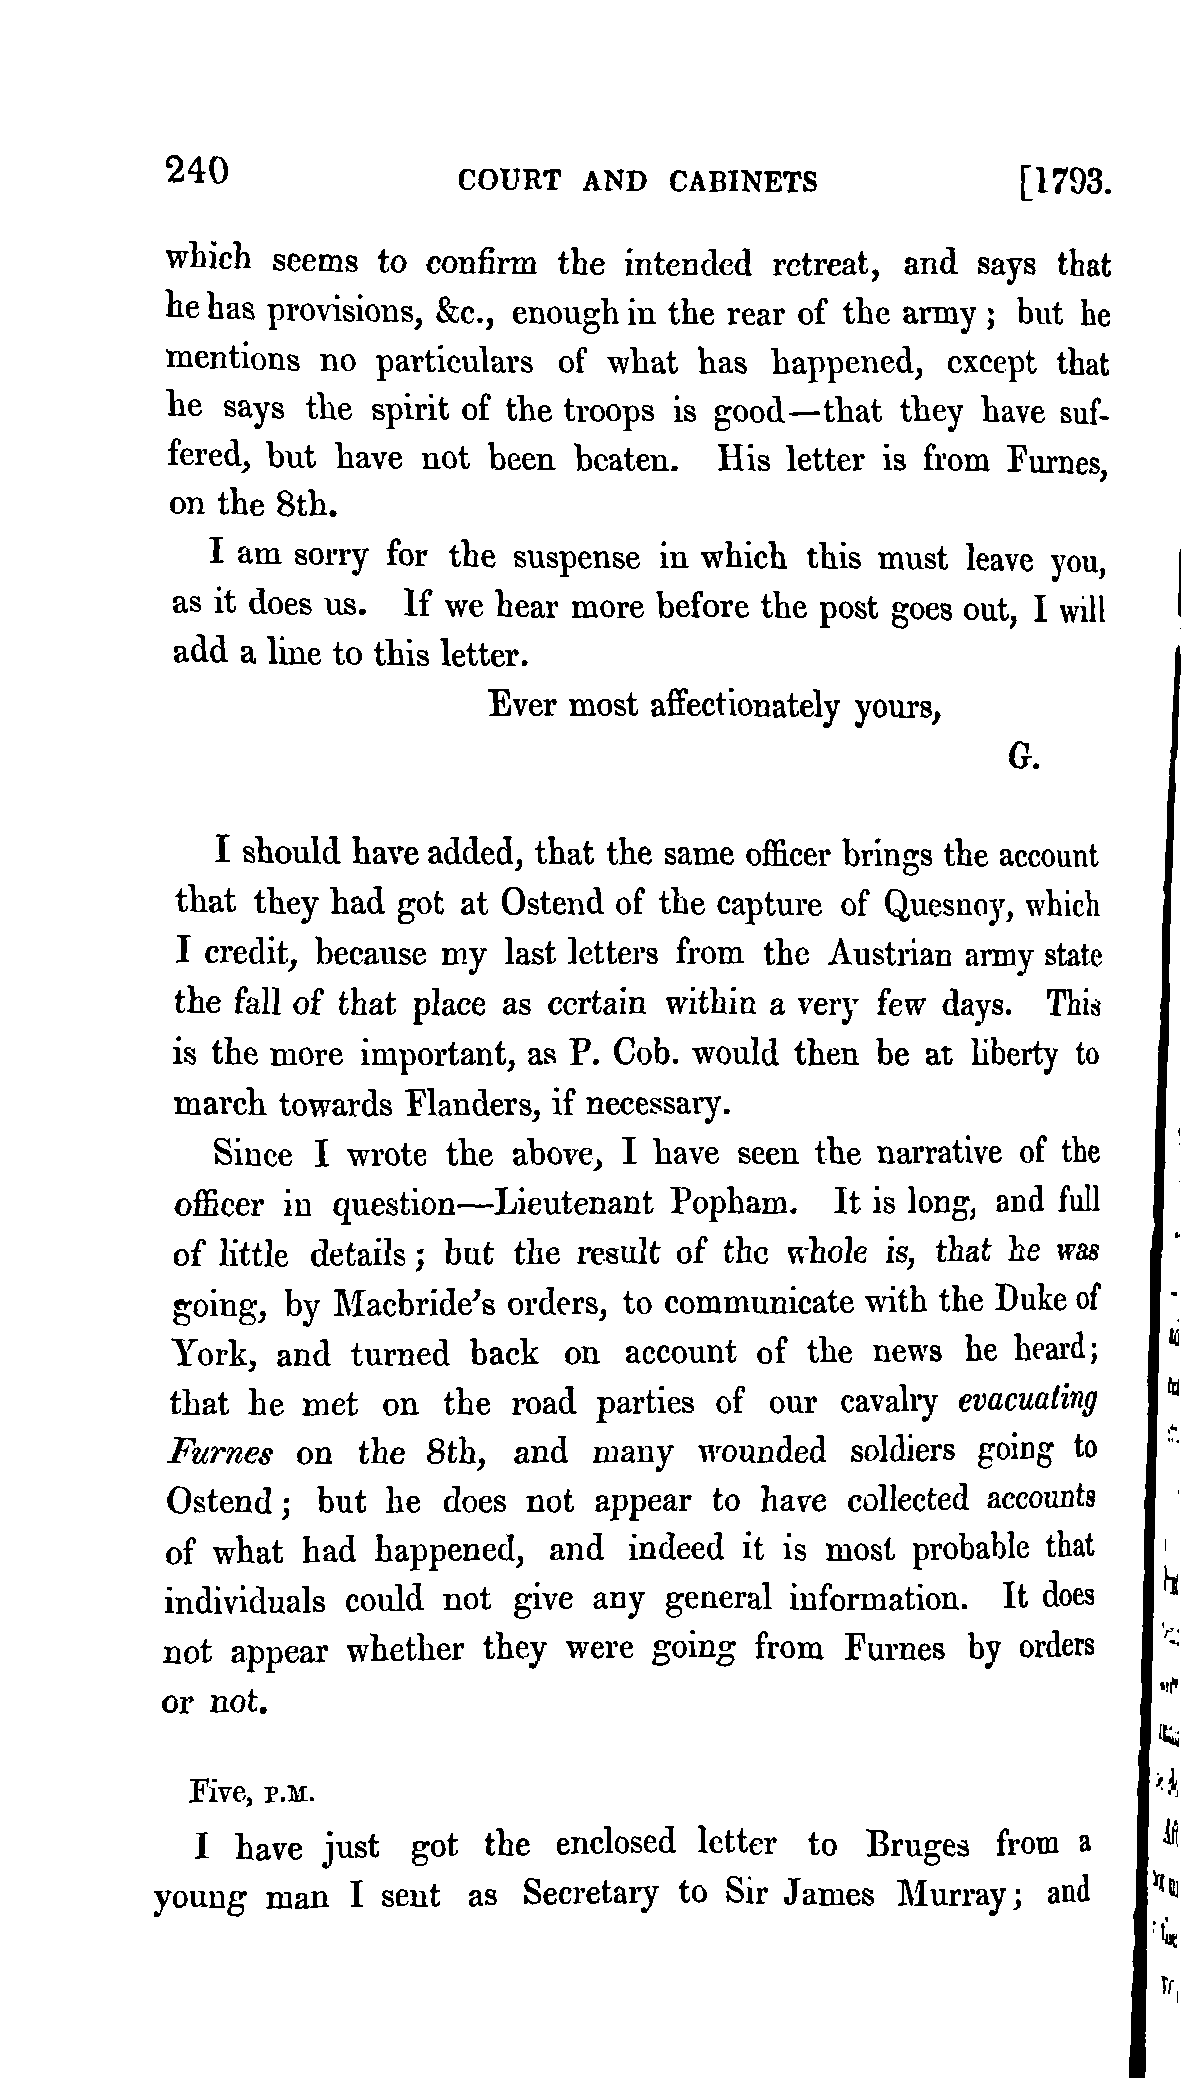 240 COURT AND CABINETS [1793.
which seems to confirm the intended retreat, and says that
he has provisions, &c., enough in the rear of the army; but he
mentions no particulars of what has happened, except that
he says the spirit of the troops is good—that they have suf-
fered, but have not been beaten. His letter is from Furnes,
on the 8th.
I am sorry for the suspense in which this must leave you,
as it does us. If we hear more before the post goes out, I will
add a line to this letter.
Ever most affectionately yours,
G.
I should have added, that the same officer brings the account
that they had got at Ostend of the capture of Quesnoy, which
I credit, because my last letters from the Austrian army state
the fall of that place as certain within a very few days. This
is the more important, as P. Cob. would then be at liberty to
march towards Flanders, if necessary.
Since I wrote the above, I have seen the narrative of the
officer in question—Lieutenant Popham. It is long, and full
of little details; but the result of the whole is, that he was
going, by Macbride's orders, to communicate with the Duke of
York, and turned back on account of the news he heard;
that he met on the road parties of our cavalry evacuating
Furnes on the 8th, and many wounded soldiers going to
Ostend; but he does not appear to have collected accounts
of what had happened, and indeed it is most probable that
individuals could not give any general information. It does
not appear whether they were going from Furnes by orders
or not.
Five, P.M.
I have just got the enclosed letter to Bruges from a
young man I sent as Secretary to Sir James Murray; and